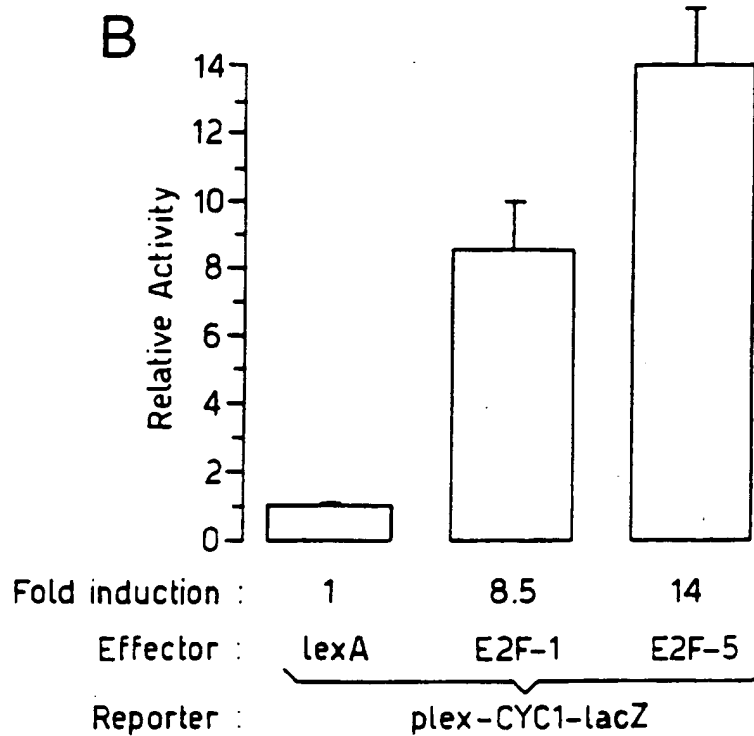 B
Relative Activity
14
12
10
8
6
4
2
0
Fold induction : 1 8.5 14
Effector : lexA E2F-1 E2F-5
Reporter : plex-CYC1-lacZ